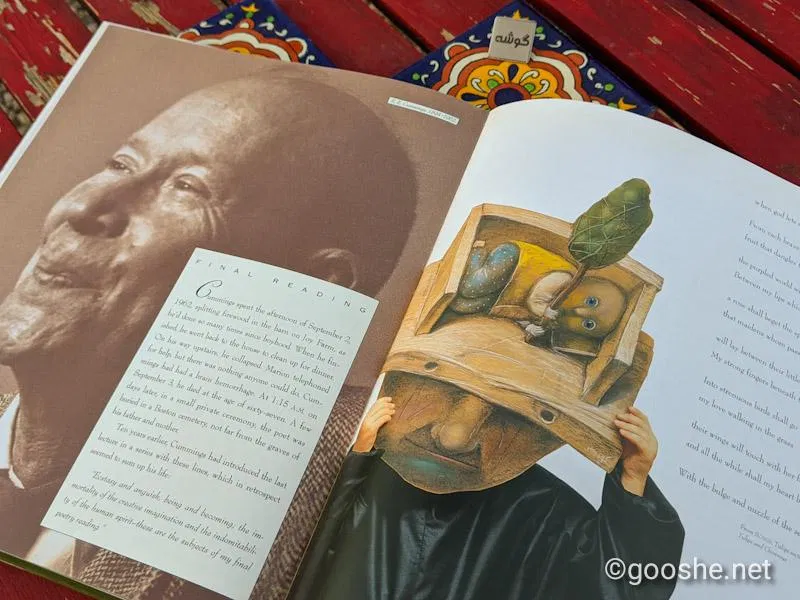 گوشه
E. E. Cummings, 1894–1962
FINAL READING
Cummings spent the afternoon of September 2,
1962, splitting firewood in the barn on Joy Farm, as
he'd done so many times since boyhood. When he fin-
ished, he went back to the house to clean up for dinner.
On his way upstairs, he collapsed. Marion telephoned
for help, but there was nothing anyone could do. Cum-
mings had had a brain hemorrhage. At 1:15 A.M. on
September 3, he died at the age of sixty-seven. A few
days later, in a small private ceremony, the poet was
buried in a Boston cemetery, not far from the graves of
his father and mother.
Ten years earlier, Cummings had introduced the last
lecture in a series with these lines, which in retrospect
seemed to sum up his life:
"Ecstasy and anguish, being and becoming, the im-
mortality of the creative imagination and the indomitabili-
ty of the human spirit—these are the subjects of my final
poetry reading."
when god lets
From each brave
fruit that dangles
the purpled world
Between my lips
a rose shall beget the
that maidens whom
will lay between their little
My strong fingers beneath
Into strenuous birds shall go
my love walking in the grass
their wings will touch with her
and all the while shall my heart
With the bulge and nuzzle of the
Tulips and Chimneys
©gooshe.net